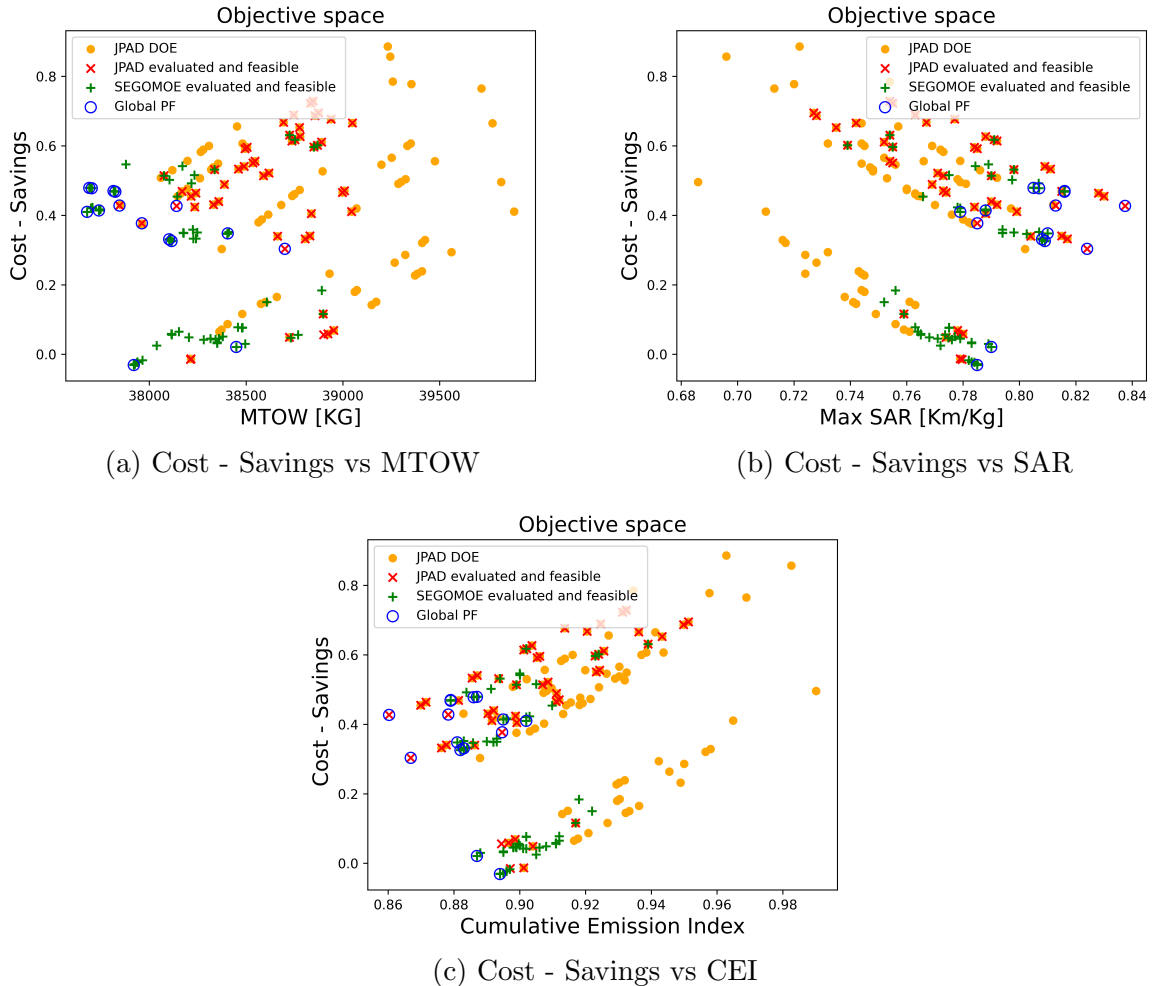 Objective space
JPAD DOE
JPAD evaluated and feasible
SEGOMOE evaluated and feasible
Global PF
Cost - Savings
0.8
0.6
0.4
0.2
0.0
38000 38500 39000 39500
MTOW [KG]
(a) Cost - Savings vs MTOW
Objective space
JPAD DOE
JPAD evaluated and feasible
SEGOMOE evaluated and feasible
Global PF
Cost - Savings
0.8
0.6
0.4
0.2
0.0
0.68 0.70 0.72 0.74 0.76 0.78 0.80 0.82 0.84
Max SAR [Km/Kg]
(b) Cost - Savings vs SAR
Objective space
JPAD DOE
JPAD evaluated and feasible
SEGOMOE evaluated and feasible
Global PF
Cost - Savings
0.8
0.6
0.4
0.2
0.0
0.86 0.88 0.90 0.92 0.94 0.96 0.98
Cumulative Emission Index
(c) Cost - Savings vs CEI